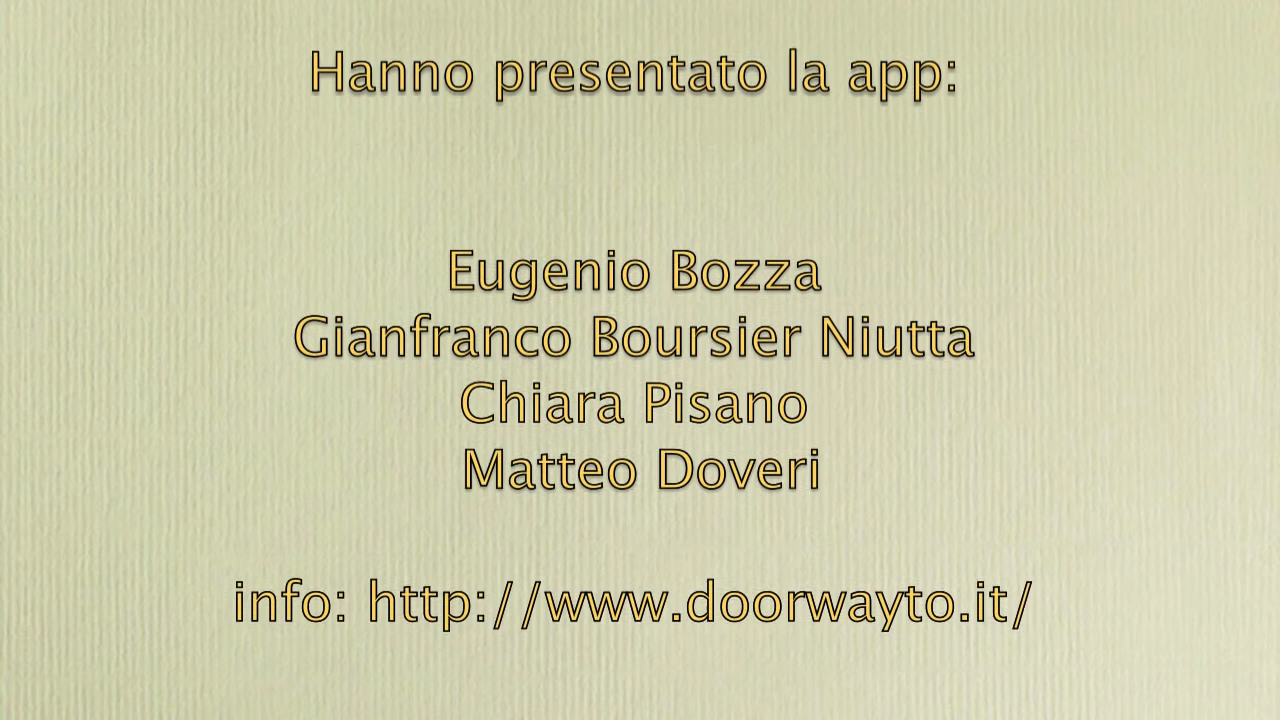 Hanno presentato la app:
Eugenio Bozza
Gianfranco Boursier Niutta
Chiara Pisano
Matteo Doveri
info: http://www.doorwayto.it/